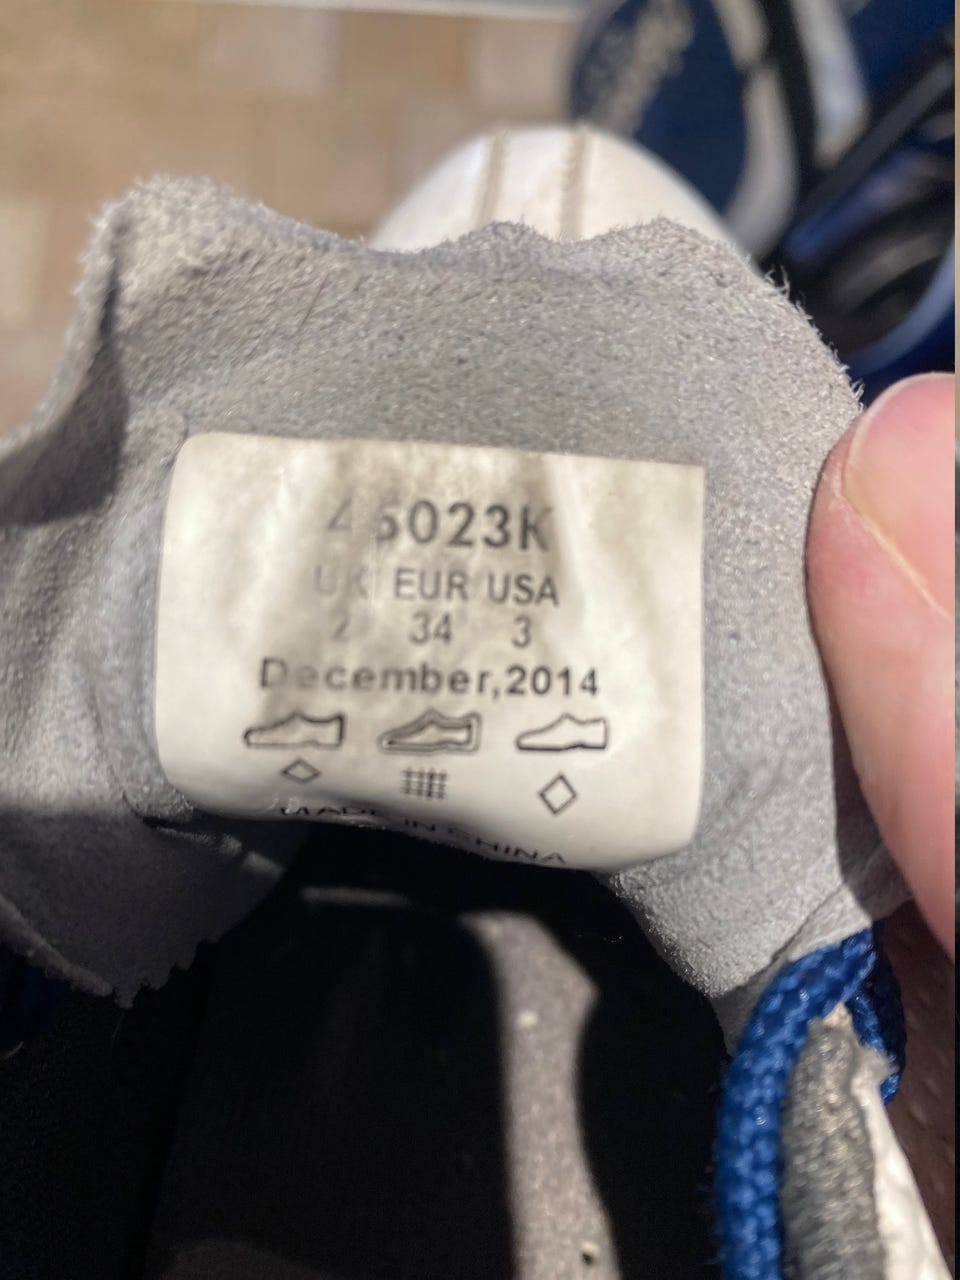 45023K
UK EUR USA
2 34 3
December,2014
MADE IN CHINA